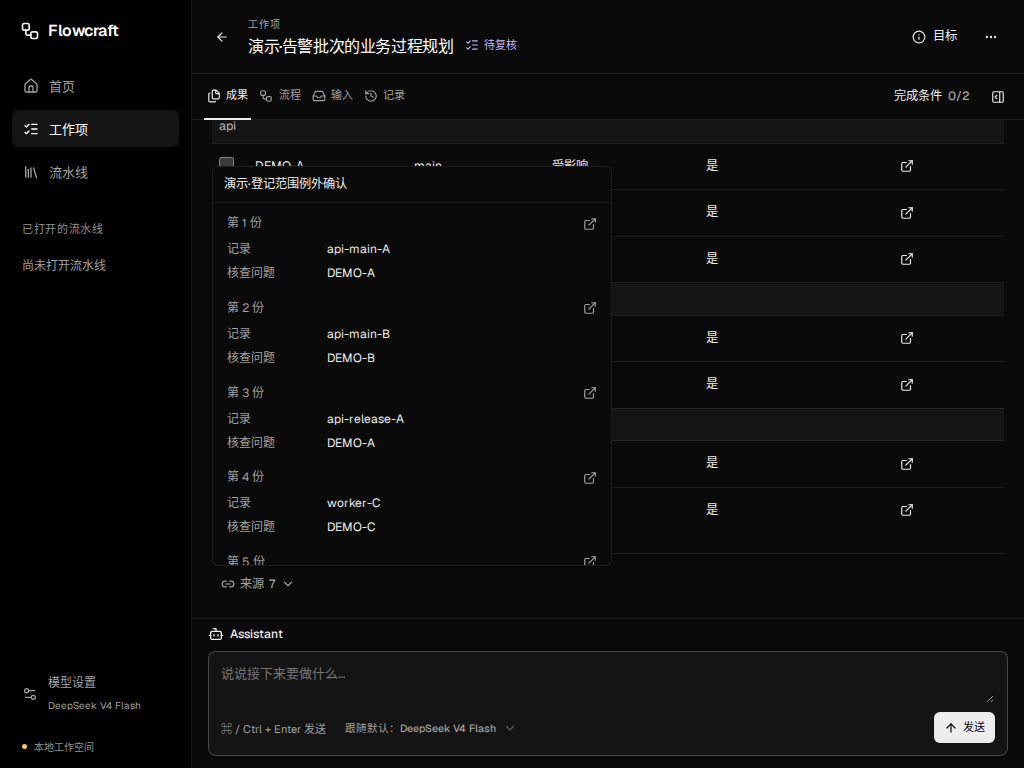 Flowcraft
首页
工作项
流水线
已打开的流水线
尚未打开流水线
模型设置
DeepSeek V4 Flash
本地工作空间
工作项
演示·告警批次的业务过程规划
待复核
目标
成果
流程
输入
记录
完成条件 0/2
api
DEMO-A main 受影响 是
是
是
是
是
是
是
演示·登记范围例外确认
第 1 份
记录 api-main-A
核查问题 DEMO-A
第 2 份
记录 api-main-B
核查问题 DEMO-B
第 3 份
记录 api-release-A
核查问题 DEMO-A
第 4 份
记录 worker-C
核查问题 DEMO-C
第 5 份
来源 7
Assistant
说说接下来要做什么...
⌘ / Ctrl + Enter 发送
跟随默认：DeepSeek V4 Flash
发送